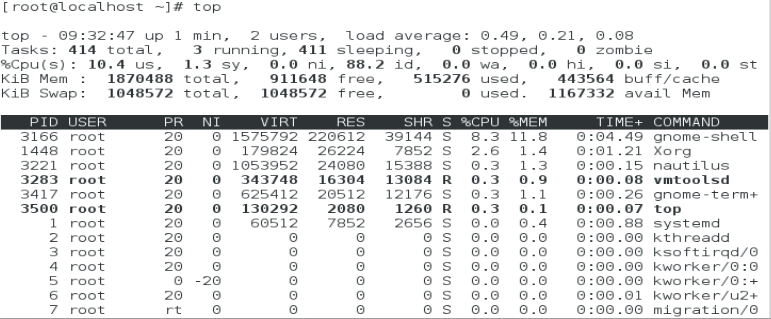 [root@localhost ~]# top
top - 09:32:47 up 1 min,  2 users,  load average: 0.49, 0.21, 0.08
Tasks: 414 total,   3 running, 411 sleeping,   0 stopped,   0 zombie
%Cpu(s): 10.4 us,  1.3 sy,  0.0 ni, 88.2 id,  0.0 wa,  0.0 hi,  0.0 si,  0.0 st
KiB Mem :  1870488 total,   911648 free,   515276 used,   443564 buff/cache
KiB Swap:  1048572 total,  1048572 free,        0 used.  1167332 avail Mem
PID USER      PR  NI    VIRT    RES    SHR S %CPU %MEM     TIME+ COMMAND
3166 root      20   0 1575792 220612  39144 S  8.3 11.8   0:04.49 gnome-shell
1448 root      20   0  179824  26224   7852 S  2.6  1.4   0:01.21 Xorg
3221 root      20   0 1053952  24080  15388 S  0.3  1.3   0:00.15 nautilus
3283 root      20   0  343748  16304  13084 R  0.3  0.9   0:00.08 vmtoolsd
3417 root      20   0  625412  20512  12176 S  0.3  1.1   0:00.26 gnome-term+
3500 root      20   0  130292   2080   1260 R  0.3  0.1   0:00.07 top
1 root      20   0   60512   7852   2656 S  0.0  0.4   0:00.88 systemd
2 root      20   0       0      0      0 S  0.0  0.0   0:00.00 kthreadd
3 root      20   0       0      0      0 S  0.0  0.0   0:00.00 ksoftirqd/0
4 root      20   0       0      0      0 S  0.0  0.0   0:00.00 kworker/0:0
5 root       0 -20       0      0      0 S  0.0  0.0   0:00.00 kworker/0:+
6 root      20   0       0      0      0 S  0.0  0.0   0:00.01 kworker/u2+
7 root      rt   0       0      0      0 S  0.0  0.0   0:00.00 migration/0